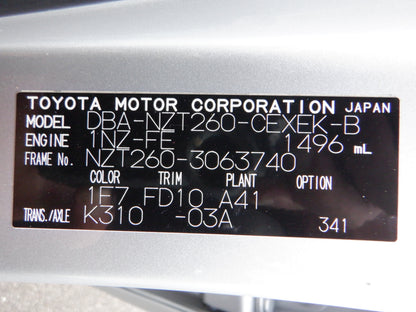 TOYOTA MOTOR CORPORATION JAPAN
MODEL DBA-NZT260-CEXEK-B
ENGINE 1NZ-FE 1496 mL
FRAME No. NZT260-3063740
COLOR TRIM PLANT OPTION
1F7 FD10 A41
TRANS./AXLE K310 -03A 341